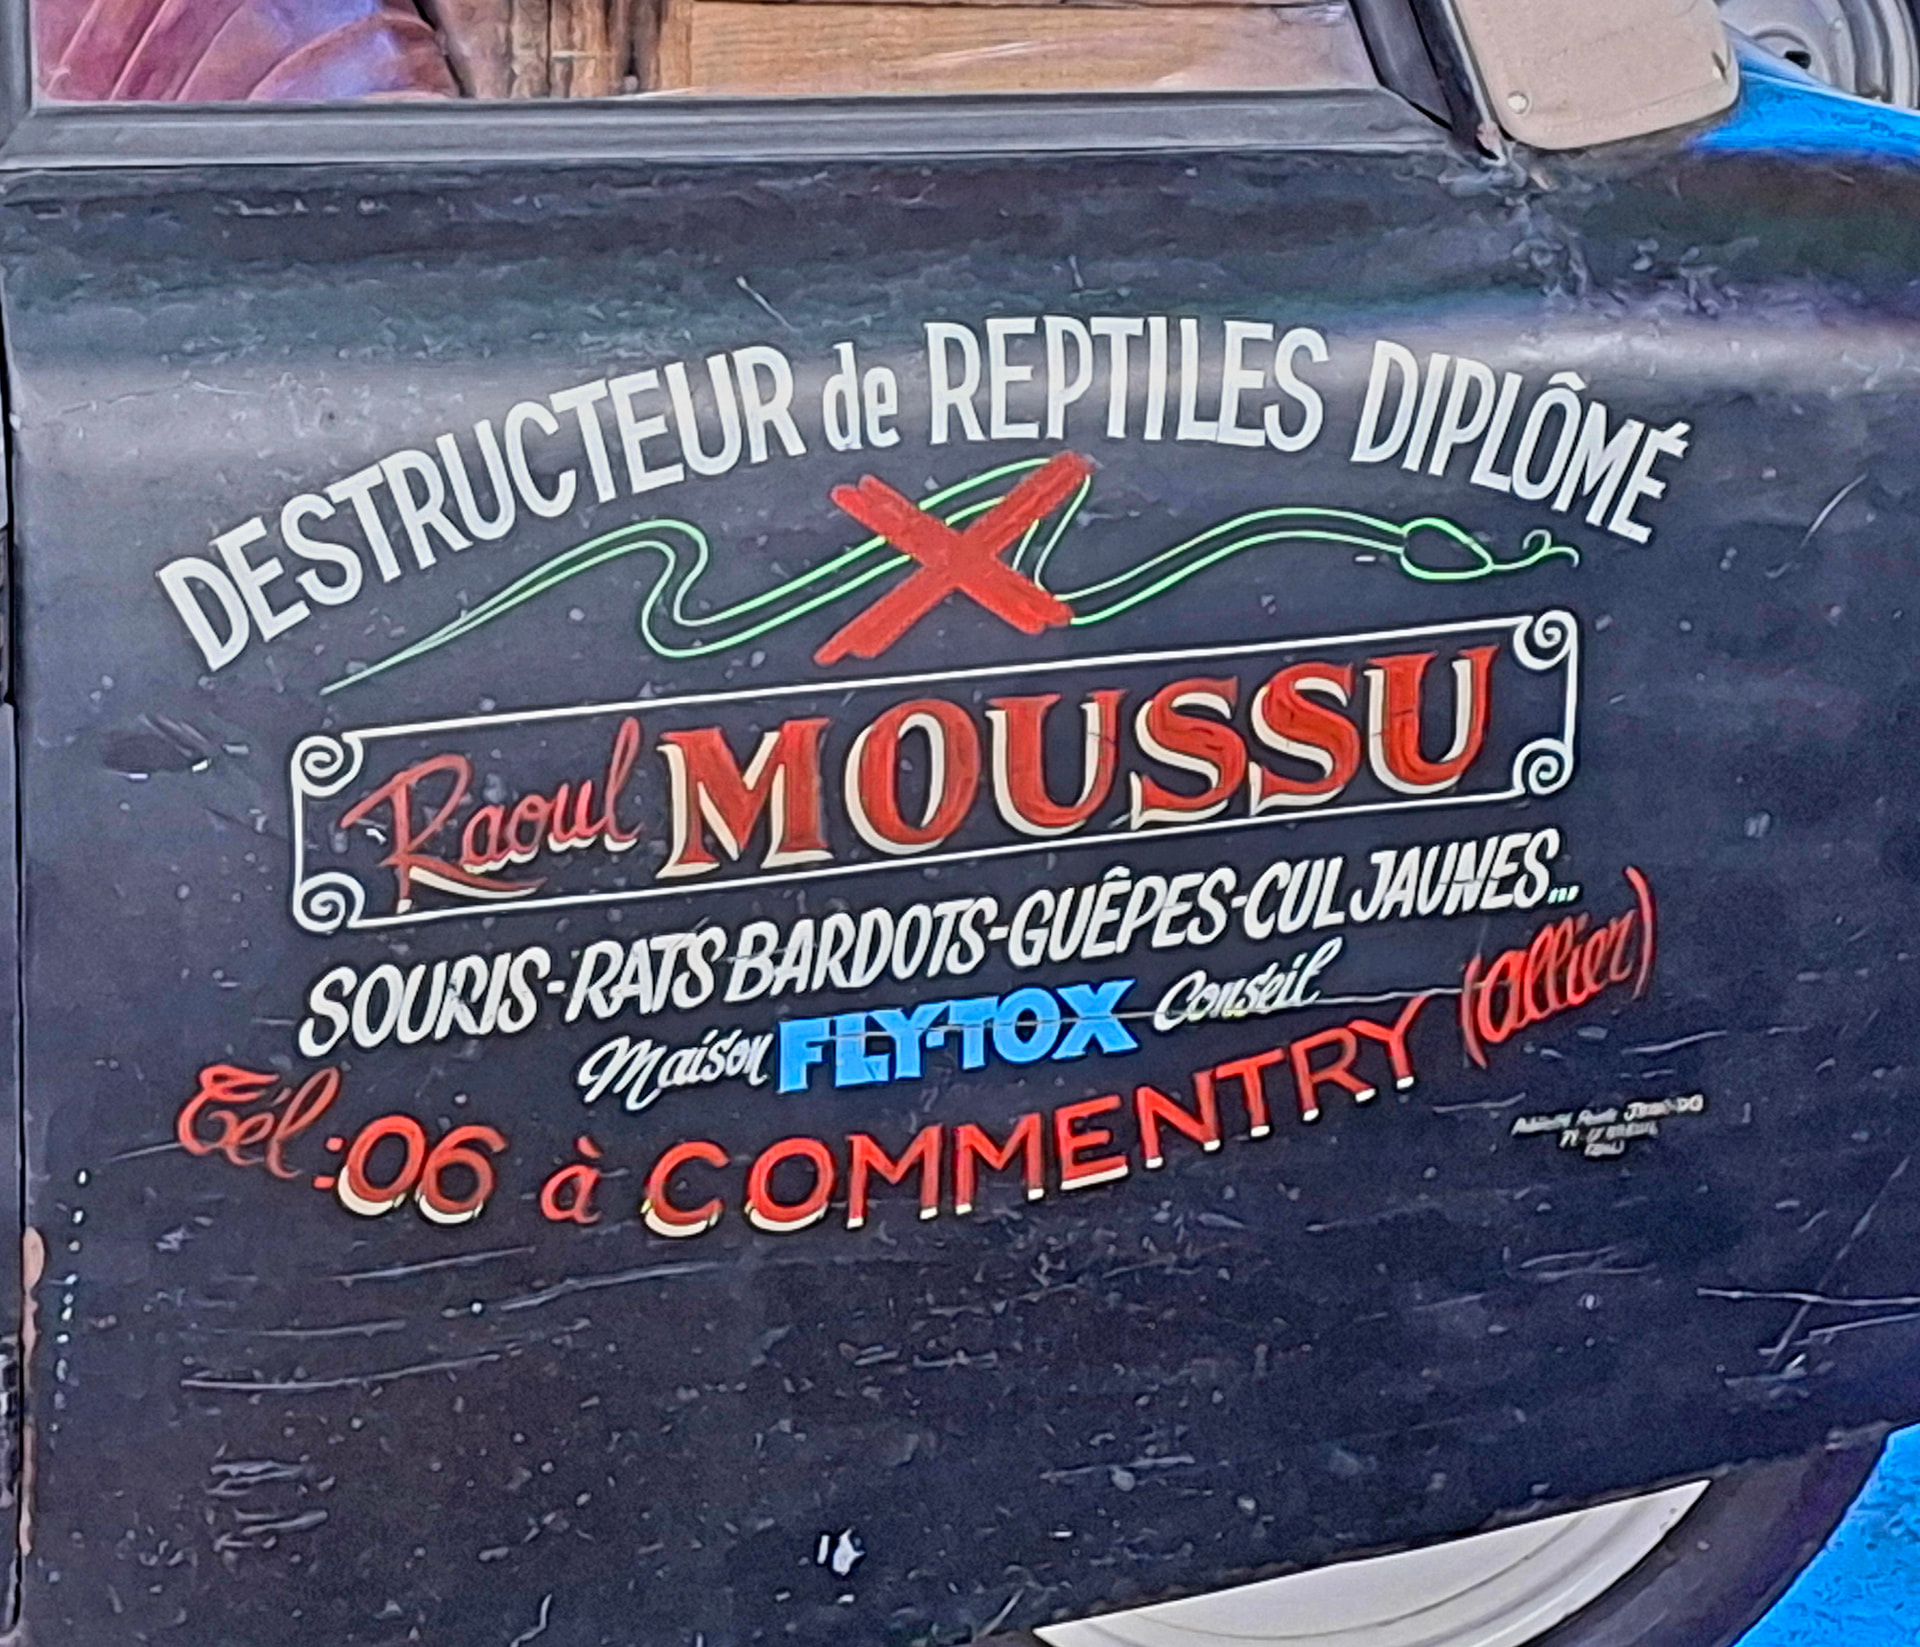 DESTRUCTEUR de REPTILES DIPLÔMÉ
Raoul MOUSSU
SOURIS-RATS BARDOTS-GUÊPES-CUL JAUNES...
Maison FLY-TOX Conseil
Tél:06 à COMMENTRY (Allier)